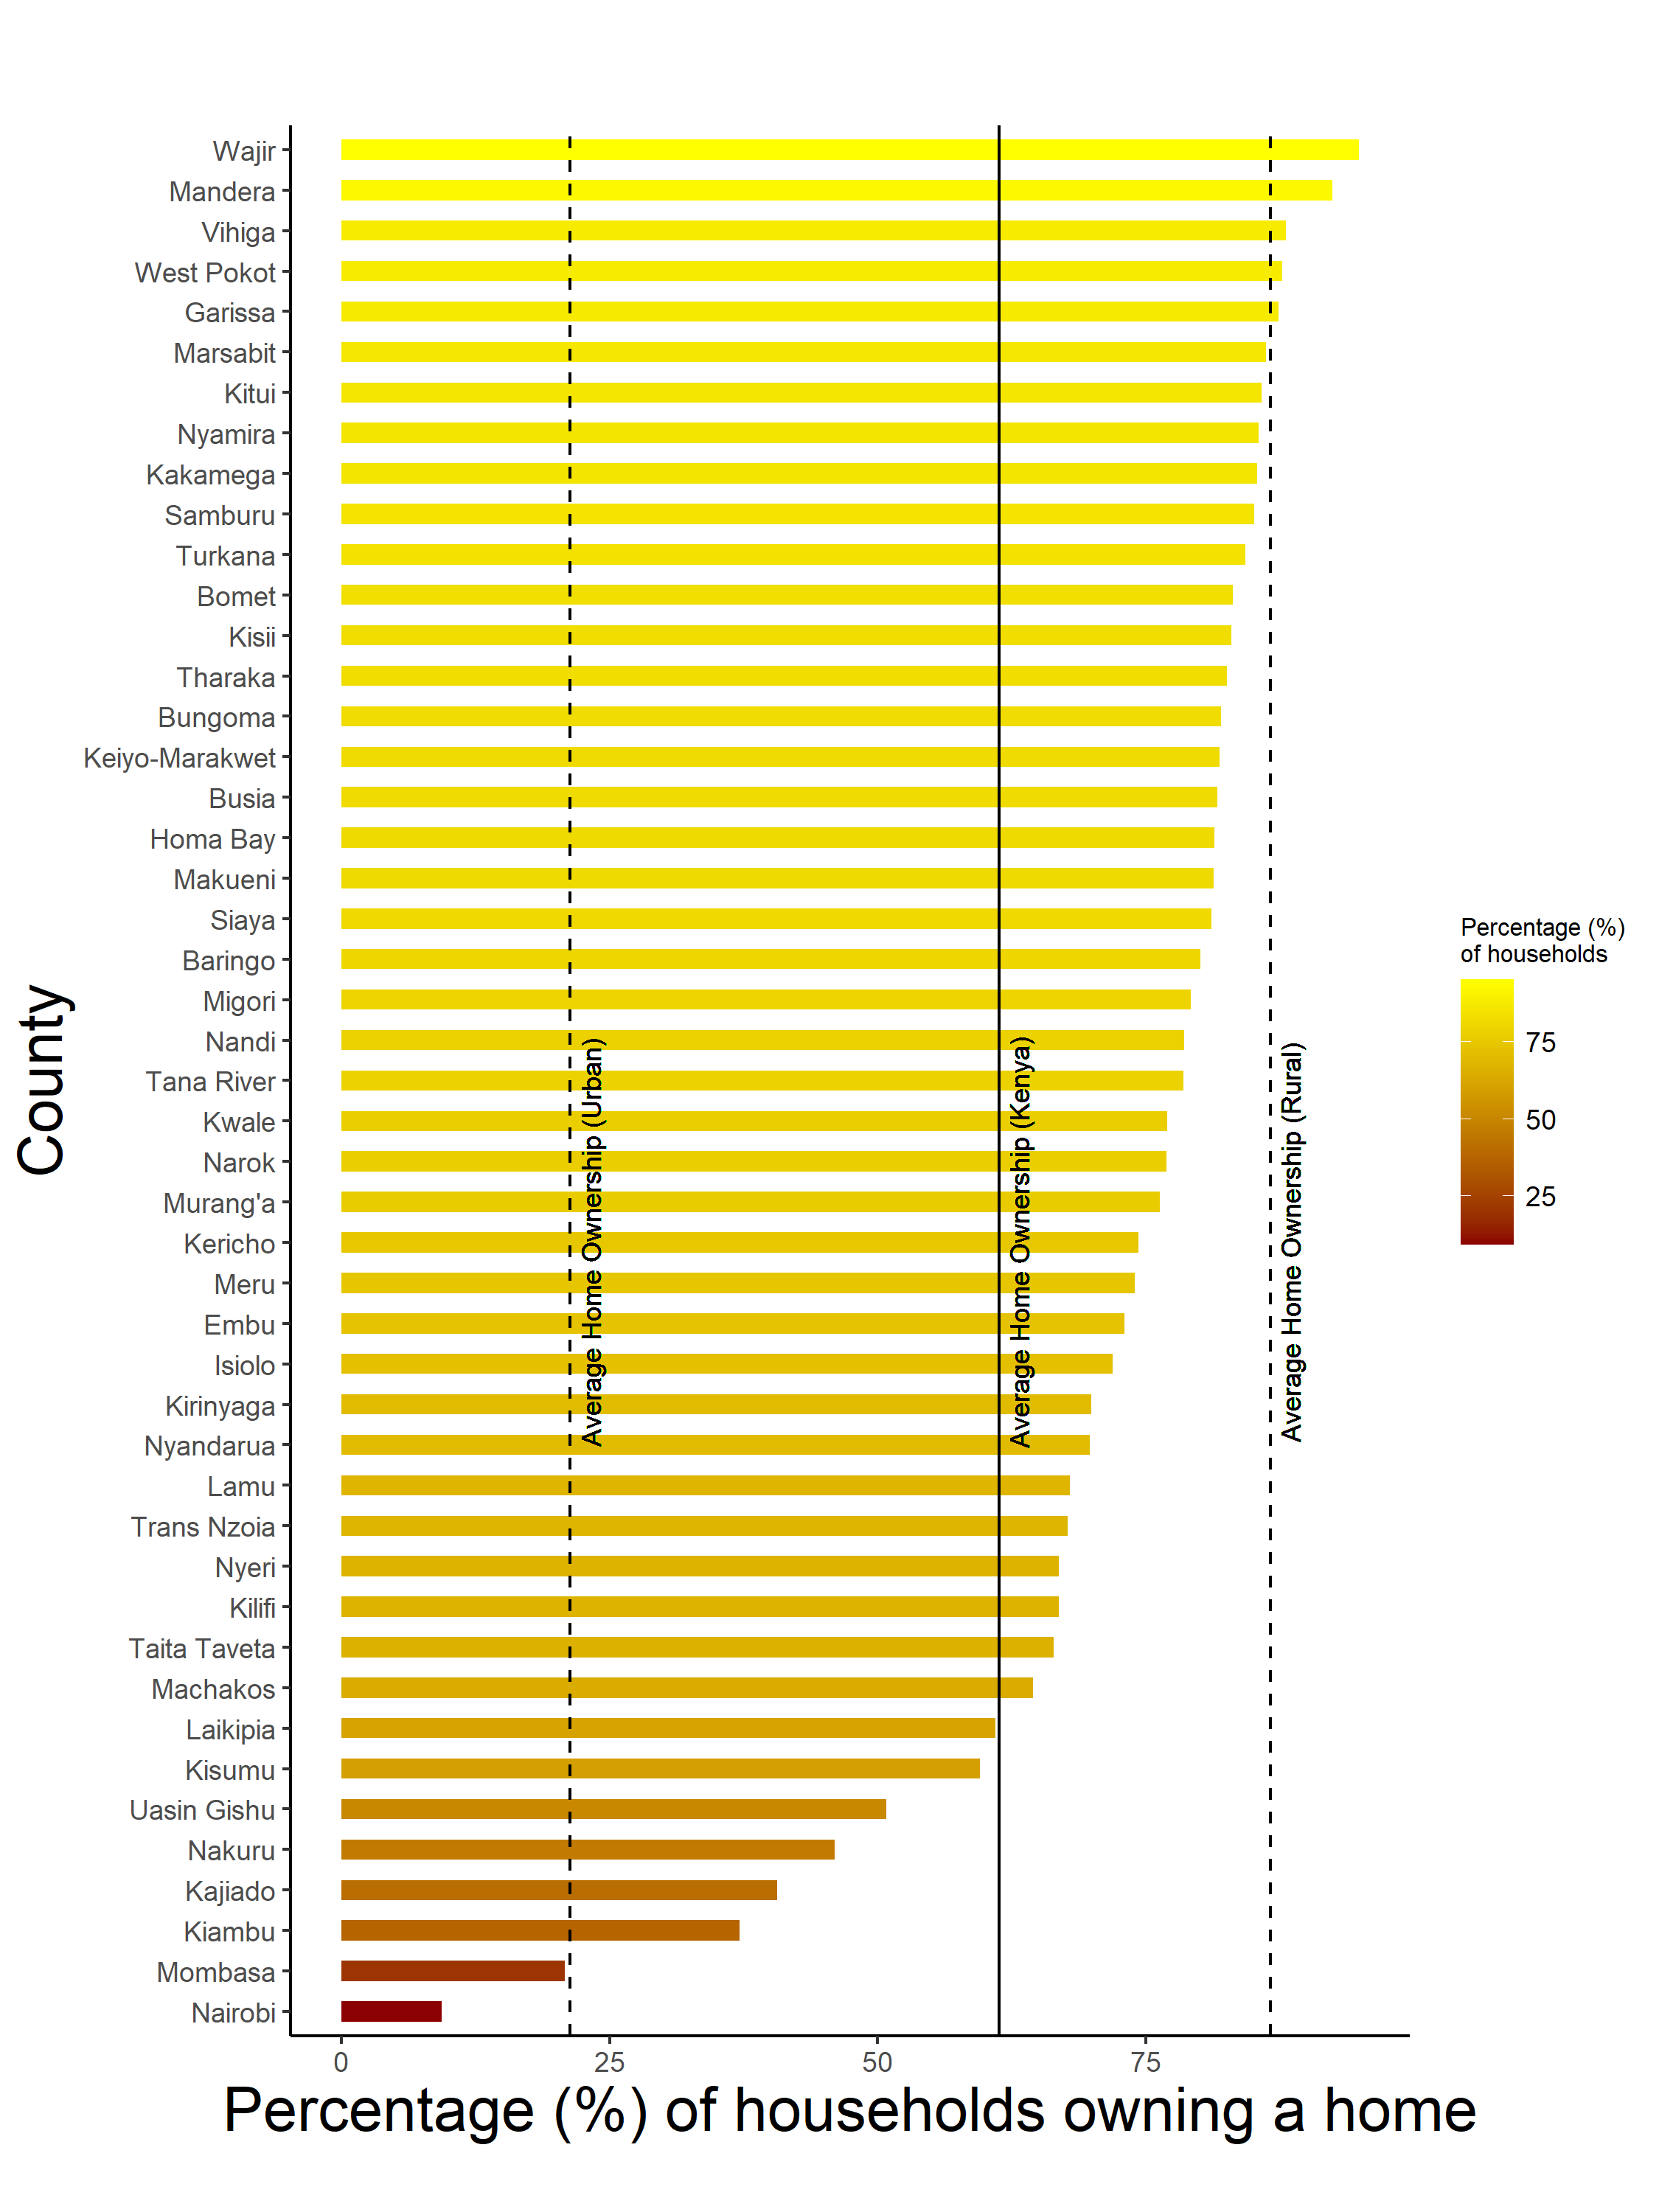 Wajir
Mandera
Vihiga
West Pokot
Garissa
Marsabit
Kitui
Nyamira
Kakamega
Samburu
Turkana
Bomet
Kisii
Tharaka
Bungoma
Keiyo-Marakwet
Busia
Homa Bay
Makueni
Siaya
Baringo
Migori
Nandi
Tana River
Kwale
Narok
Murang'a
Kericho
Meru
Embu
Isiolo
Kirinyaga
Nyandarua
Lamu
Trans Nzoia
Nyeri
Kilifi
Taita Taveta
Machakos
Laikipia
Kisumu
Uasin Gishu
Nakuru
Kajiado
Kiambu
Mombasa
Nairobi
County
Average Home Ownership (Urban)
Average Home Ownership (Kenya)
Average Home Ownership (Rural)
Percentage (%)
of households
75
50
25
0 25 50 75
Percentage (%) of households owning a home